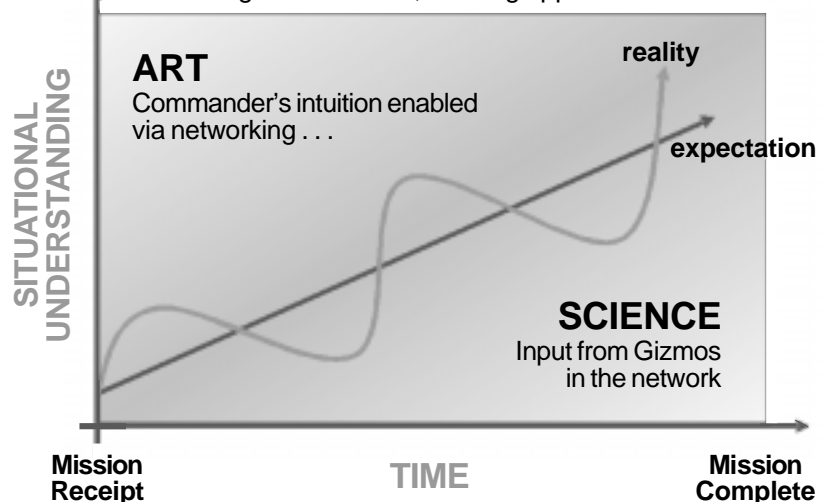 ART
Commander's intuition enabled
via networking . . .
reality
expectation
SCIENCE
Input from Gizmos
in the network
SITUATIONAL
UNDERSTANDING
Mission
Receipt
TIME
Mission
Complete